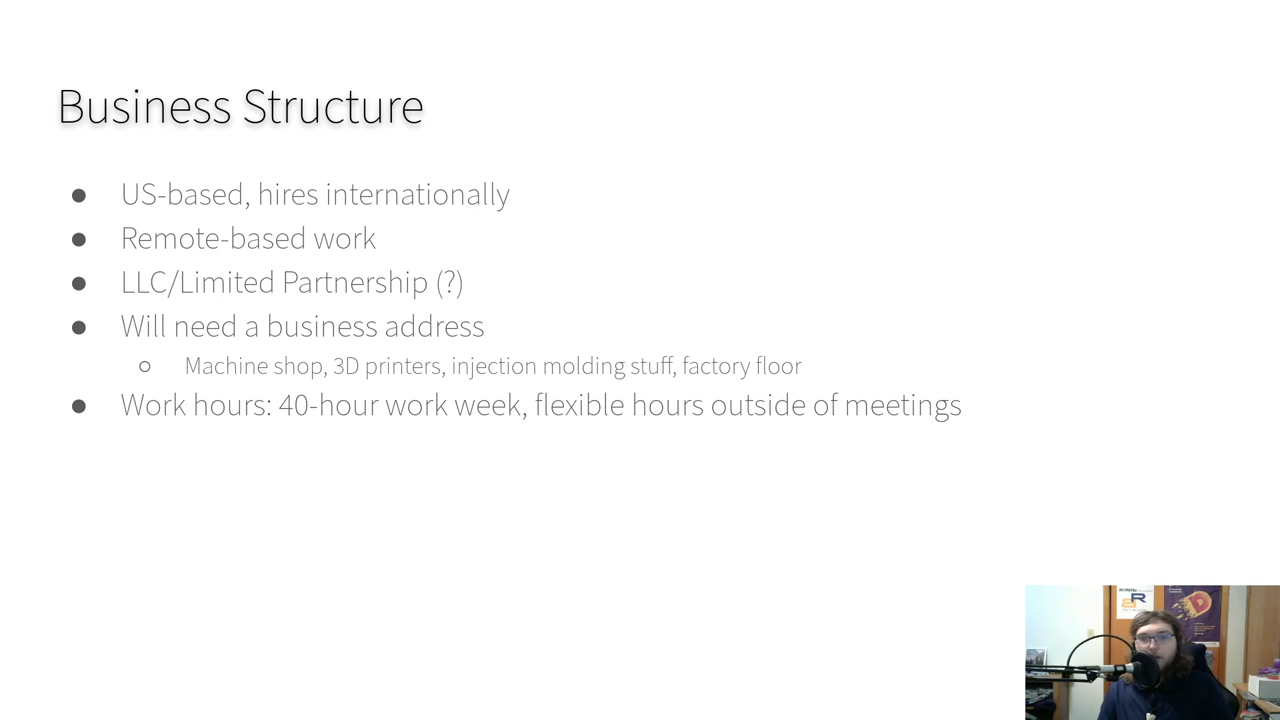 Business Structure
● US-based, hires internationally
● Remote-based work
● LLC/Limited Partnership (?)
● Will need a business address
○ Machine shop, 3D printers, injection molding stuff, factory floor
● Work hours: 40-hour work week, flexible hours outside of meetings